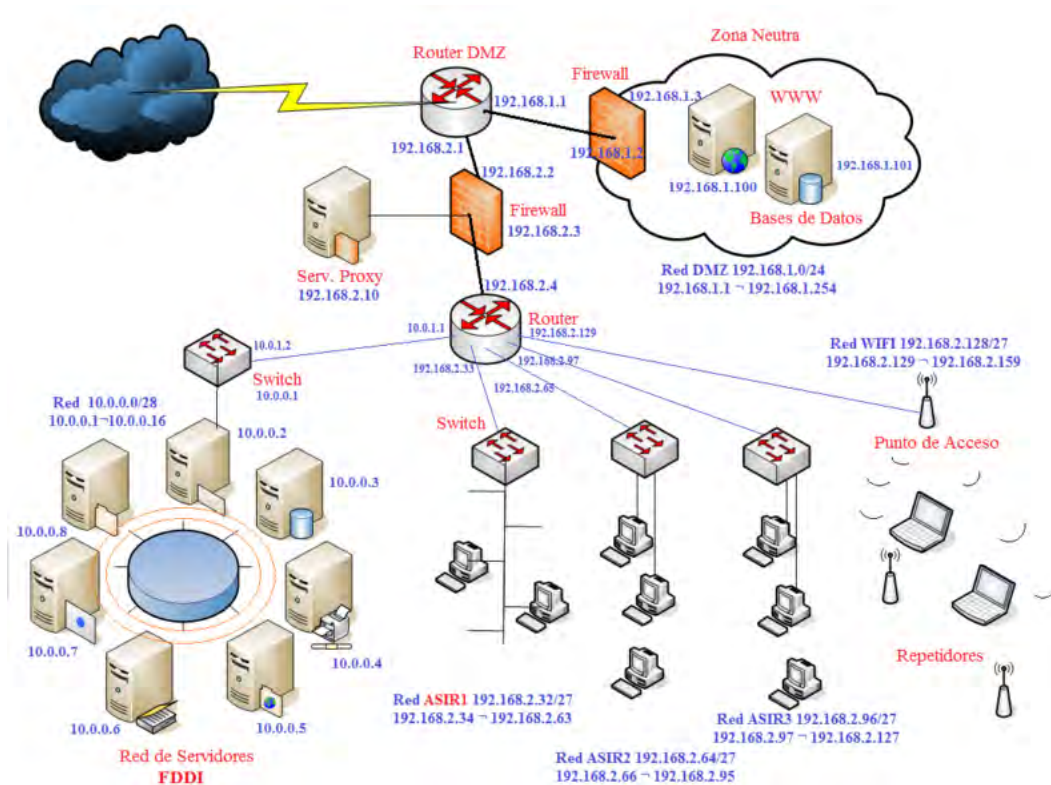 Zona Neutra
Router DMZ
Firewall
192.168.1.3
WWW
192.168.1.1
192.168.1.2
192.168.1.101
192.168.2.1
192.168.2.2
192.168.1.100
Bases de Datos
Firewall
192.168.2.3
Serv. Proxy
192.168.2.10
Red DMZ 192.168.1.0/24
192.168.1.1 ¬ 192.168.1.254
192.168.2.4
Router
10.0.1.1
192.168.2.129
192.168.2.97
192.168.2.33
192.168.2.65
Red WIFI 192.168.2.128/27
192.168.2.129 ¬ 192.168.2.159
10.0.1.2
Switch
10.0.0.1
Red 10.0.0.0/28
10.0.0.1¬10.0.0.16
10.0.0.2
Switch
Punto de Acceso
10.0.0.3
10.0.0.8
10.0.0.7
10.0.0.4
10.0.0.6
10.0.0.5
Repetidores
Red ASIR1 192.168.2.32/27
192.168.2.34 ¬ 192.168.2.63
Red ASIR3 192.168.2.96/27
192.168.2.97 ¬ 192.168.2.127
Red de Servidores
FDDI
Red ASIR2 192.168.2.64/27
192.168.2.66 ¬ 192.168.2.95